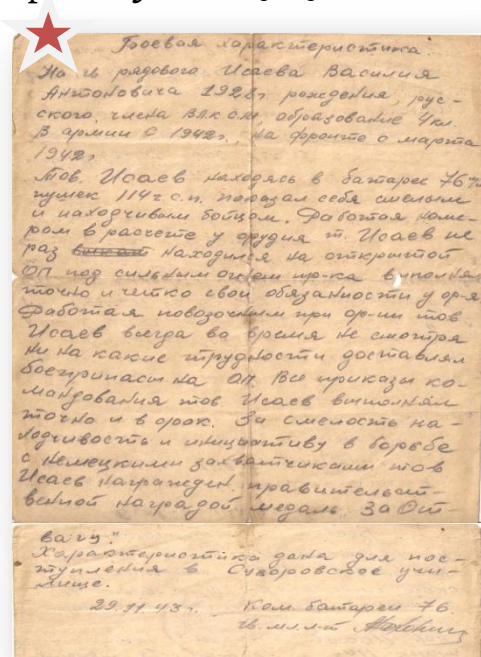 Боевая характеристика.
На гв рядового Исаева Василия
Антоновича 1928г рождения, рус-
ского, члена ВЛКСМ, образование 4кл.
В армии с 1942г, на фронте с марта
1942г
Тов. Исаев находясь в батарее 76 м/м
пушек 114 с.п. показал себя смелым
и находчивым бойцом. Работая номе-
ром в расчете у орудия т. Исаев не
раз находился на открытой
ОП под сильным огнем пр-ка выполнял
точно и четко свои обязанности у ор-я
Работая повозочным при ор-ии тов
Исаев всегда во время не смотря
ни на какие трудности доставлял
боеприпасы на ОП. Все приказы ко-
мандования тов Исаев выполнял
точно и в срок. За смелость на-
ходчивость и инициативу в борьбе
с немецкими захватчиками тов
Исаев награжден правительст-
венной наградой медаль За От-
вагу."
Характеристика дана для пос-
тупления в Суворовское учи-
лище.
29.11 43г. Ком. батареи 76.
гв. мл. л-т